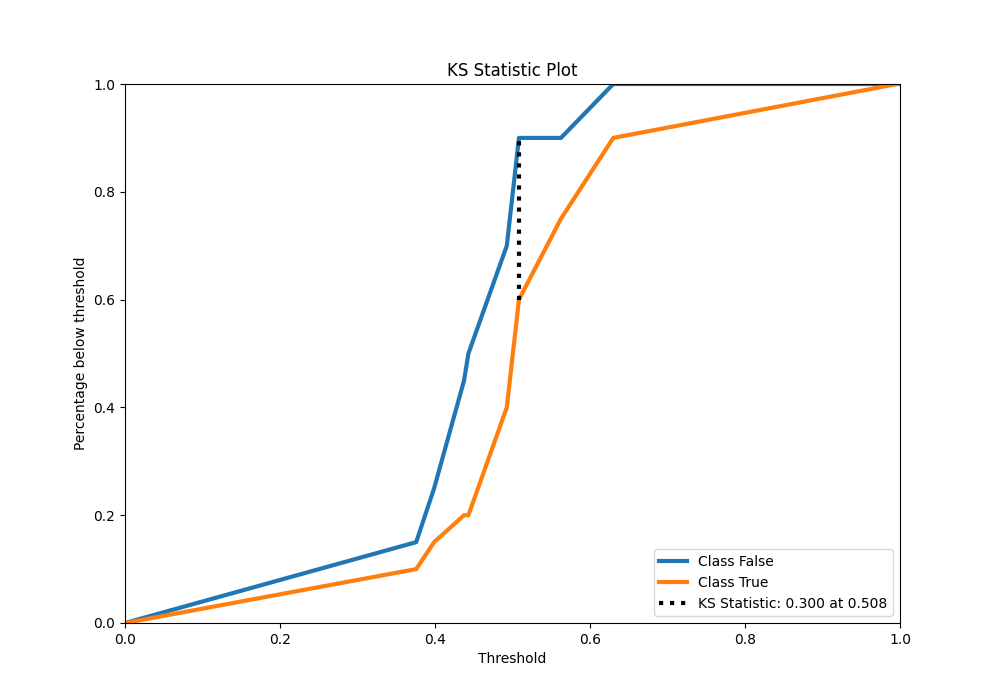 KS Statistic Plot
1.0
0.8
0.6
0.4
0.2
0.0
Percentage below threshold
Class False
Class True
KS Statistic: 0.300 at 0.508
0.0 0.2 0.4 0.6 0.8 1.0
Threshold